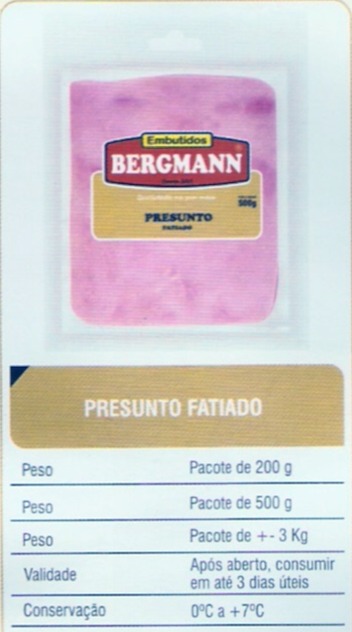 Embutidos
BERGMANN
500g
PRESUNTO
FATIADO
PRESUNTO FATIADO
Peso Pacote de 200 g
Peso Pacote de 500 g
Peso Pacote de +- 3 Kg
Validade Após aberto, consumir
em até 3 dias úteis
Conservação 0ºC a +7ºC